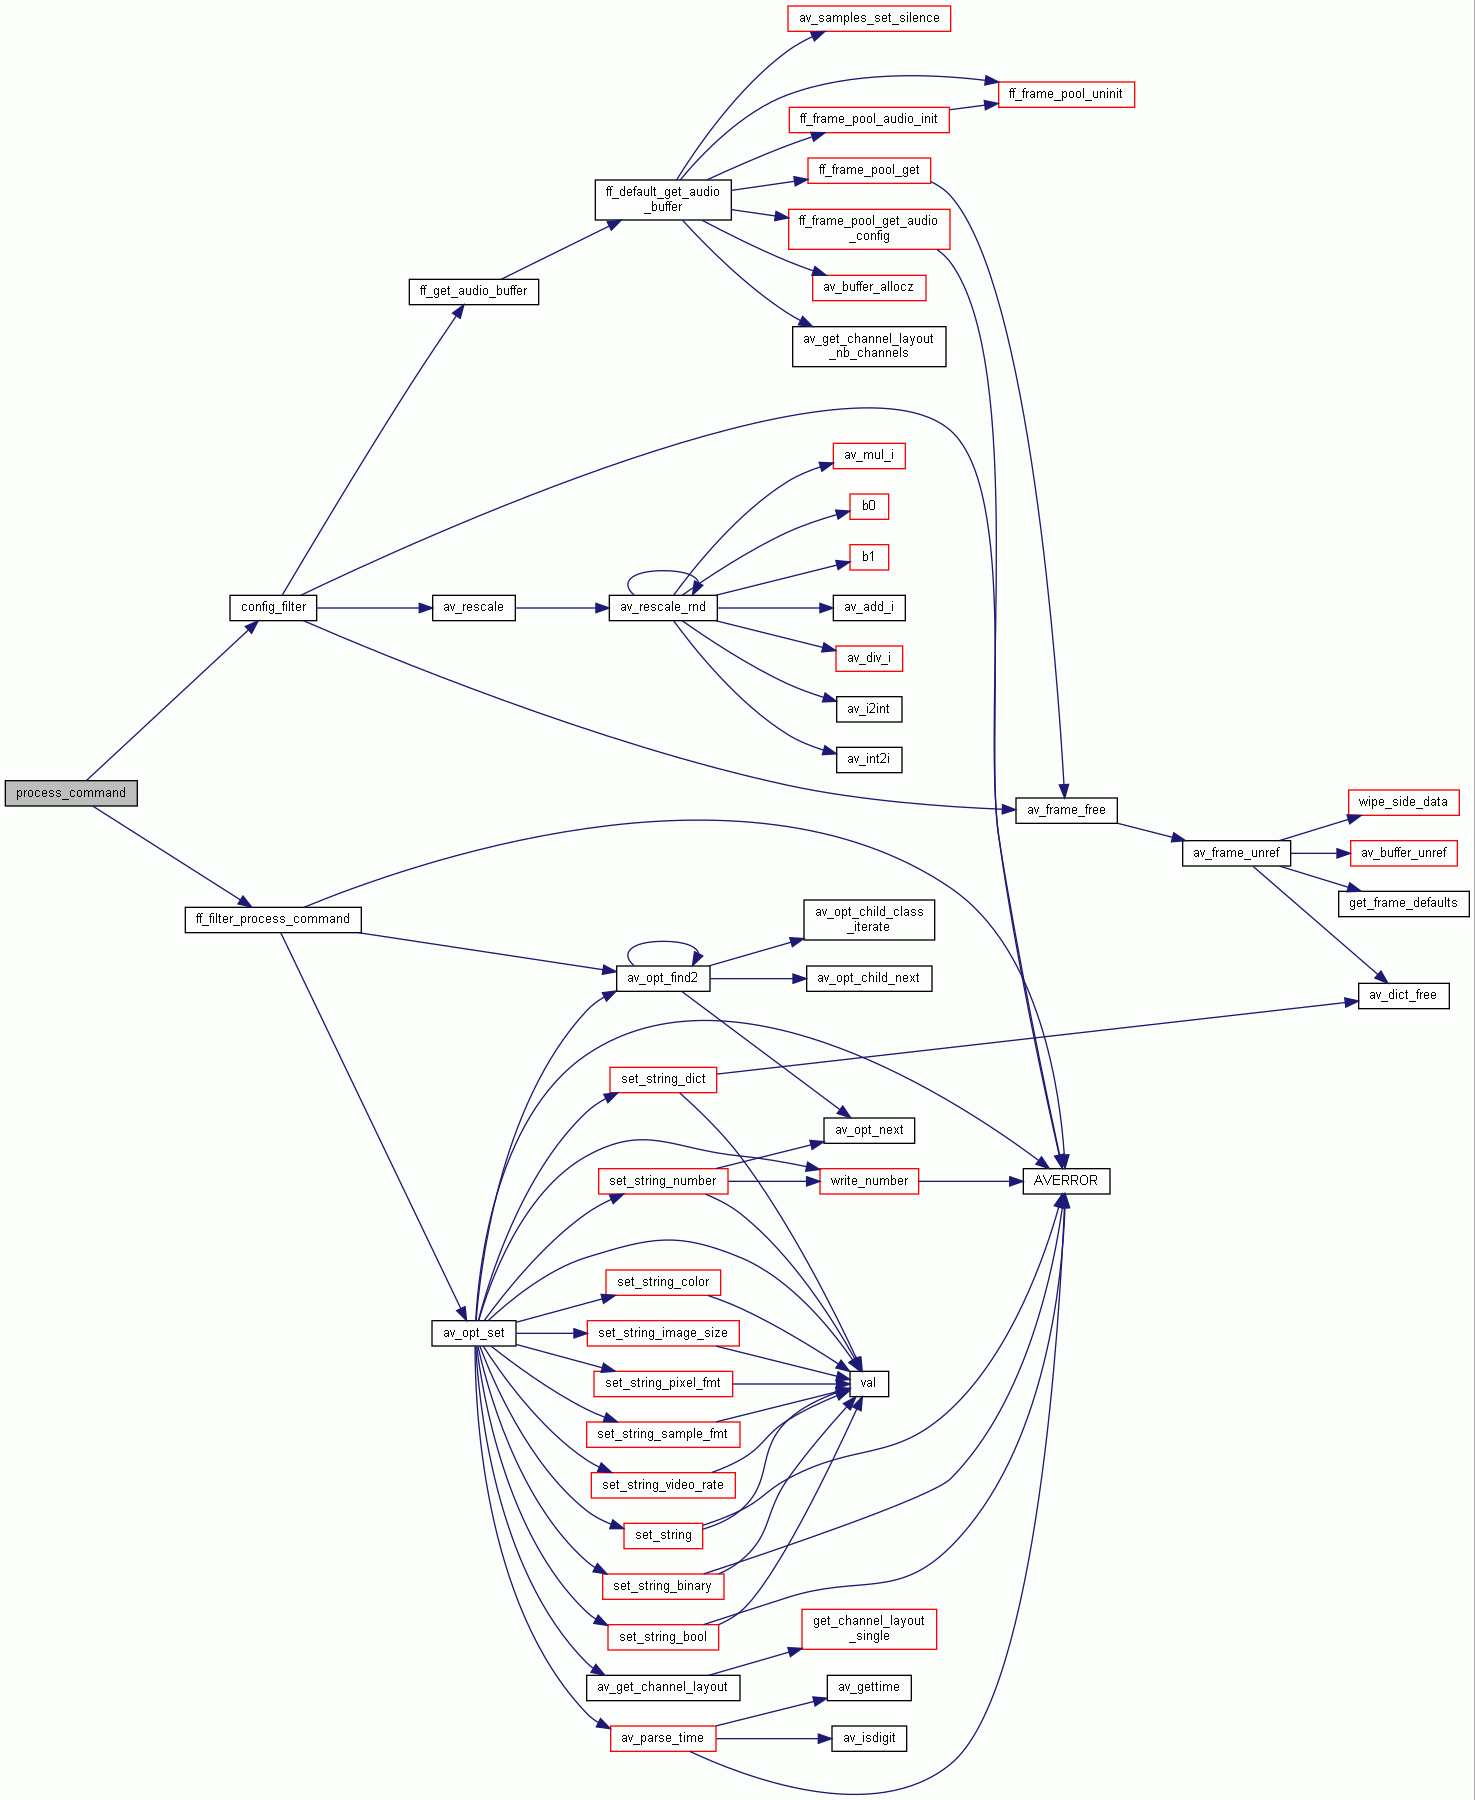 av_samples_set_silence
ff_frame_pool_uninit
ff_frame_pool_audio_init
ff_frame_pool_get
ff_default_get_audio
_buffer
ff_frame_pool_get_audio
_config
ff_get_audio_buffer
av_buffer_allocz
av_get_channel_layout
_nb_channels
av_mul_i
b0
b1
config_filter
av_rescale
av_rescale_rnd
av_add_i
av_div_i
av_i2int
av_int2i
process_command
av_frame_free
wipe_side_data
av_frame_unref
av_buffer_unref
get_frame_defaults
ff_filter_process_command
av_opt_child_class
_iterate
av_opt_find2
av_opt_child_next
av_dict_free
set_string_dict
av_opt_next
set_string_number
write_number
AVERROR
set_string_color
av_opt_set
set_string_image_size
set_string_pixel_fmt
val
set_string_sample_fmt
set_string_video_rate
set_string
set_string_binary
set_string_bool
get_channel_layout
_single
av_get_channel_layout
av_gettime
av_parse_time
av_isdigit